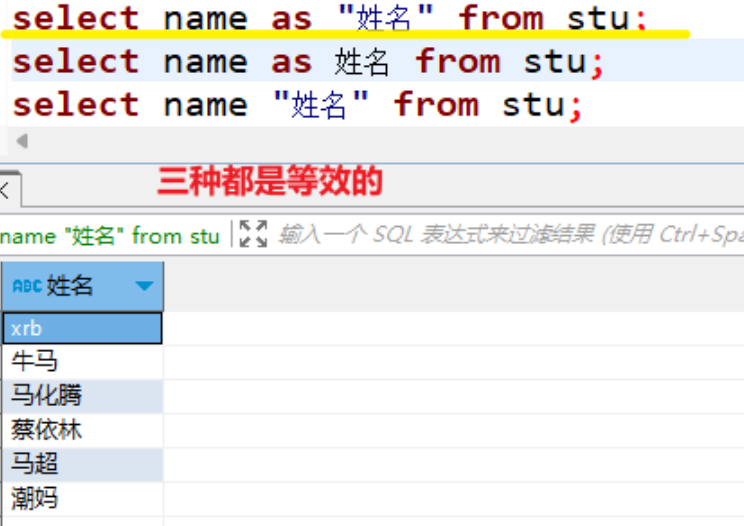 select name as "姓名" from stu;
select name as 姓名 from stu;
select name "姓名" from stu;
三种都是等效的
name "姓名" from stu 输入一个 SQL 表达式来过滤结果 (使用 Ctrl+Spa
ABC 姓名
xrb
牛马
马化腾
蔡依林
马超
潮妈